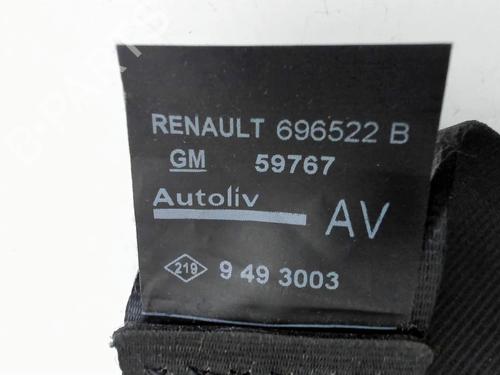 RENAULT 696522 B
GM 59767
Autoliv AV
219 9 49 3003